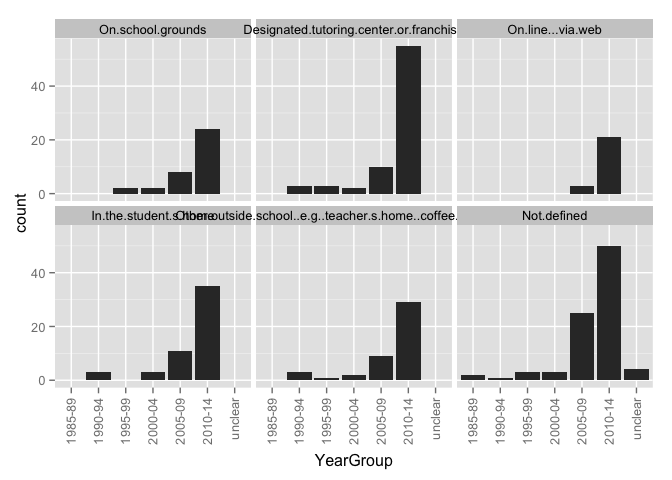 On.school.grounds Designated.tutoring.center.or.franchis On.line...via.web
40
20
0
count
In.the.student.s Other.outside.school..e.g..teacher.s.home..coffee. Not.defined
40
20
0
1985-89 1990-94 1995-99 2000-04 2005-09 2010-14 unclear 1985-89 1990-94 1995-99 2000-04 2005-09 2010-14 unclear 1985-89 1990-94 1995-99 2000-04 2005-09 2010-14 unclear
YearGroup